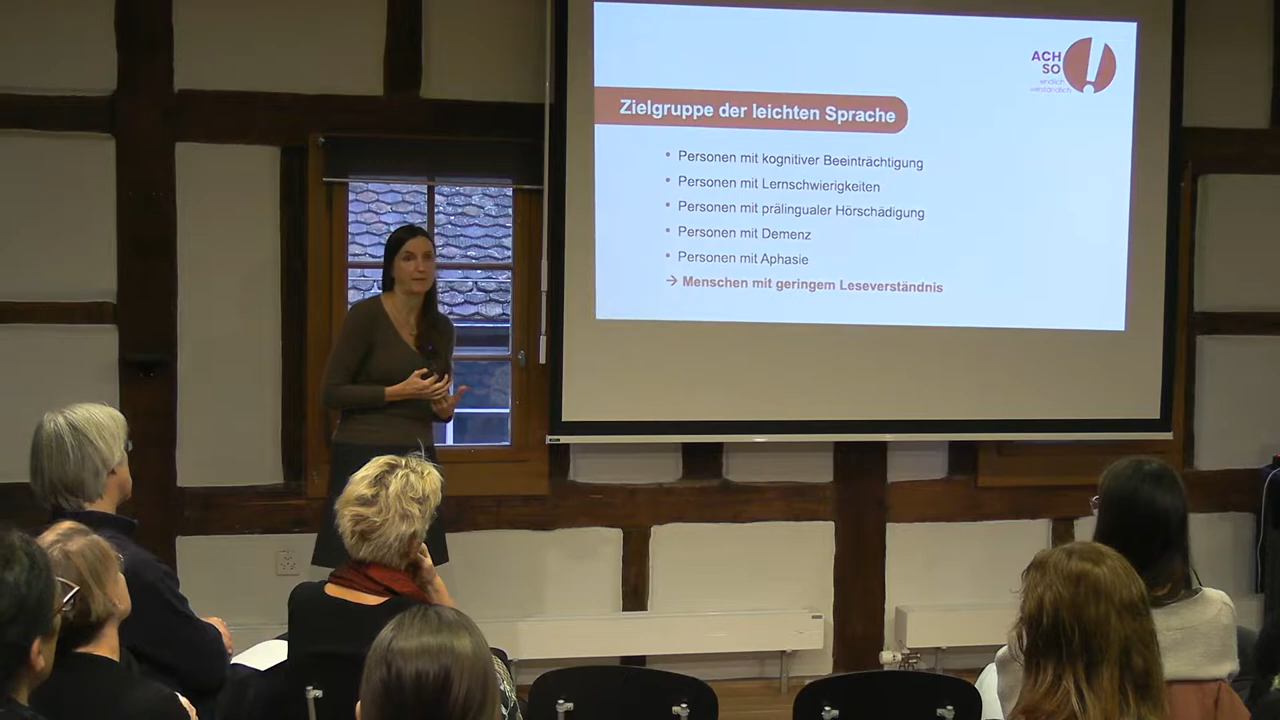 ACH
SO
endlich
verständlich
Zielgruppe der leichten Sprache
• Personen mit kognitiver Beeinträchtigung
• Personen mit Lernschwierigkeiten
• Personen mit prälingualer Hörschädigung
• Personen mit Demenz
• Personen mit Aphasie
→ Menschen mit geringem Leseverständnis